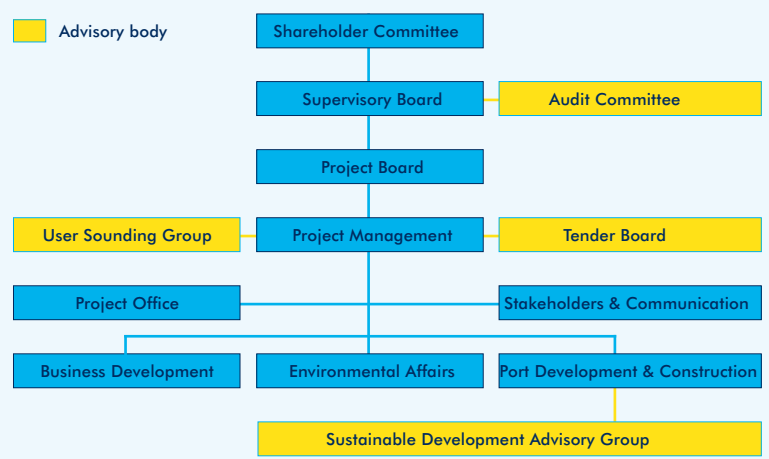 Advisory body
Shareholder Committee
Supervisory Board
Audit Committee
Project Board
User Sounding Group
Project Management
Tender Board
Project Office
Stakeholders & Communication
Business Development
Environmental Affairs
Port Development & Construction
Sustainable Development Advisory Group